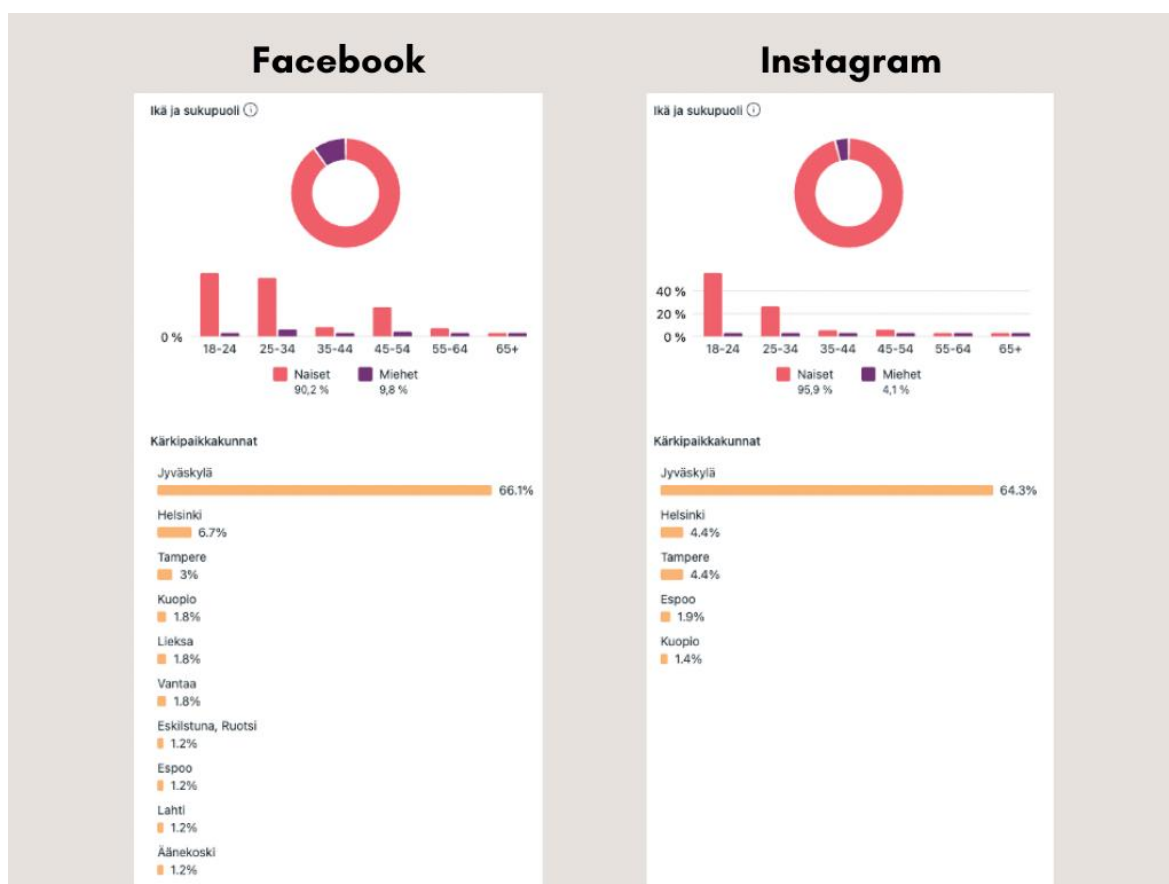 Facebook
Ikä ja sukupuoli
0 %
18-24 25-34 35-44 45-54 55-64 65+
Naiset Miehet
90,2 % 9,8 %
Kärkipaikkakunnat
Jyväskylä
66.1%
Helsinki
6.7%
Tampere
3%
Kuopio
1.8%
Lieksa
1.8%
Vantaa
1.8%
Eskilstuna, Ruotsi
1.2%
Espoo
1.2%
Lahti
1.2%
Äänekoski
1.2%
Instagram
Ikä ja sukupuoli
40 %
20 %
0 %
18-24 25-34 35-44 45-54 55-64 65+
Naiset Miehet
95,9 % 4,1 %
Kärkipaikkakunnat
Jyväskylä
64.3%
Helsinki
4.4%
Tampere
4.4%
Espoo
1.9%
Kuopio
1.4%